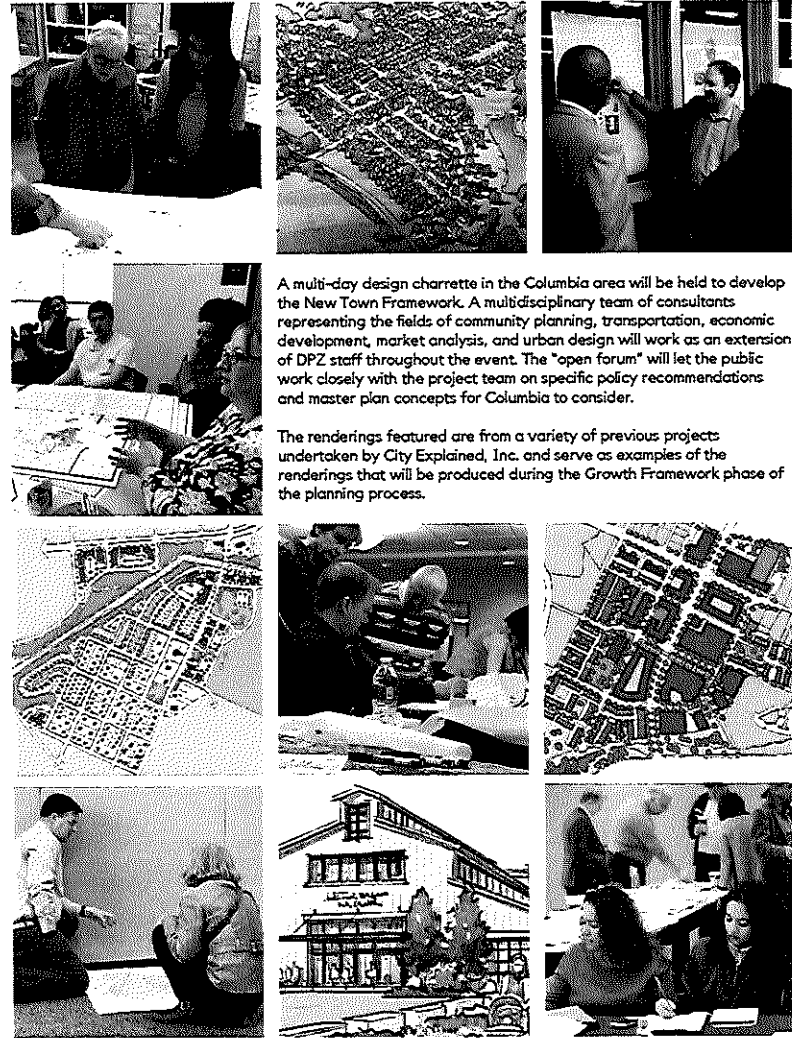 A multi-day design charrette in the Columbia area will be held to develop
the New Town Framework. A multidisciplinary team of consultants
representing the fields of community planning, transportation, economic
development, market analysis, and urban design will work as an extension
of DPZ staff throughout the event. The "open forum" will let the public
work closely with the project team on specific policy recommendations
and master plan concepts for Columbia to consider.
The renderings featured are from a variety of previous projects
undertaken by City Explained, Inc. and serve as examples of the
renderings that will be produced during the Growth Framework phase of
the planning process.